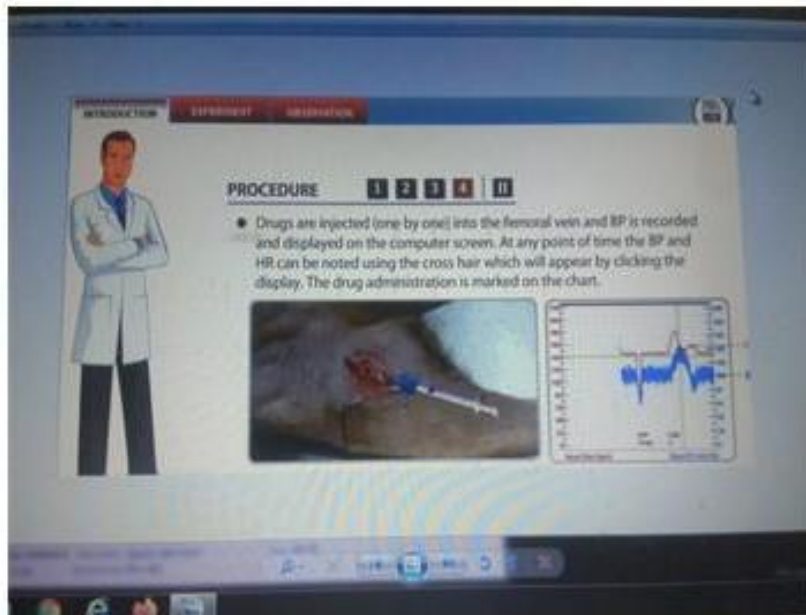 INTRODUCTION EXPERIMENT OBSERVATION
PROCEDURE 1 2 3 4 II
● Drugs are injected (one by one) into the femoral vein and BP is recorded
and displayed on the computer screen. At any point of time the BP and
HR can be noted using the cross hair which will appear by clicking the
display. The drug administration is marked on the chart.